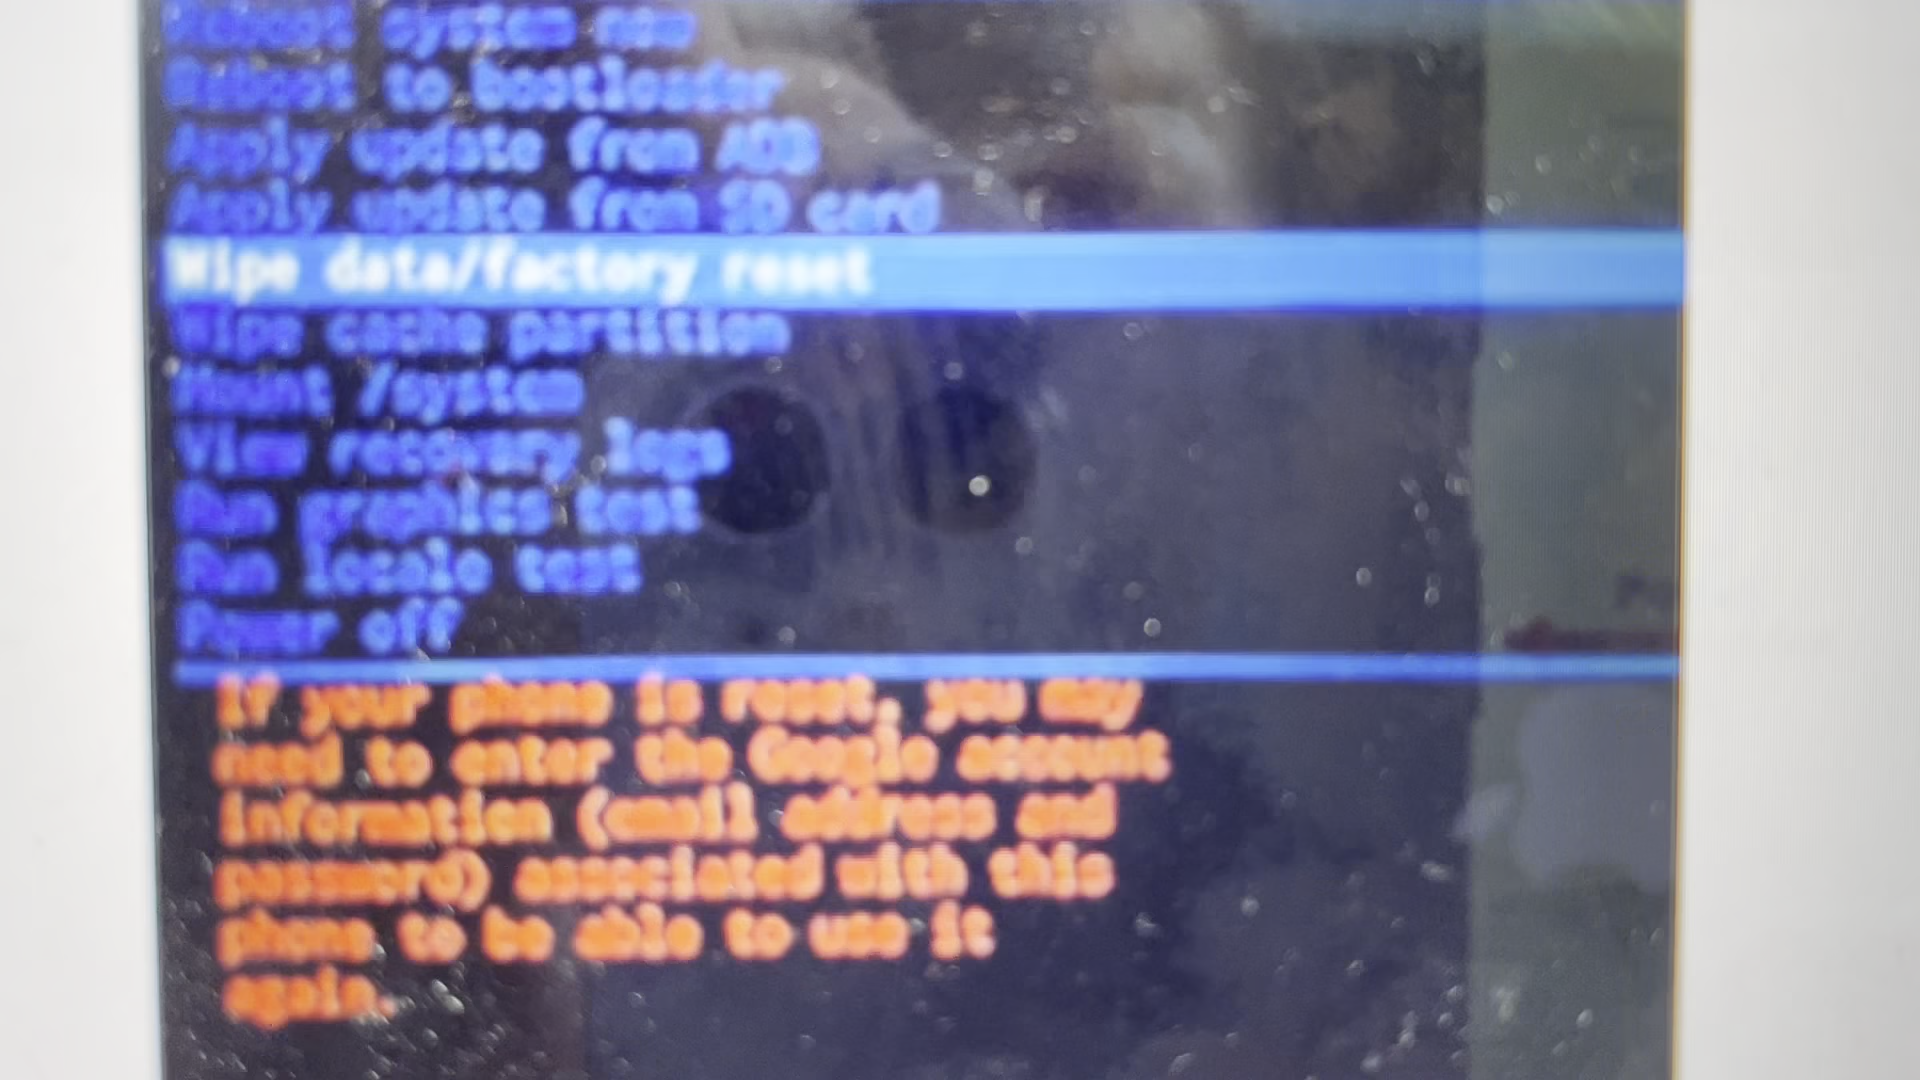 Reboot system now
Reboot to bootloader
Apply update from ADB
Apply update from SD card
Wipe data/factory reset
Wipe cache partition
Mount /system
View recovery logs
Run graphics test
Run locale test
Power off
If your phone is reset, you may
need to enter the Google account
information (email address and
password) associated with this
phone to be able to use it
again.